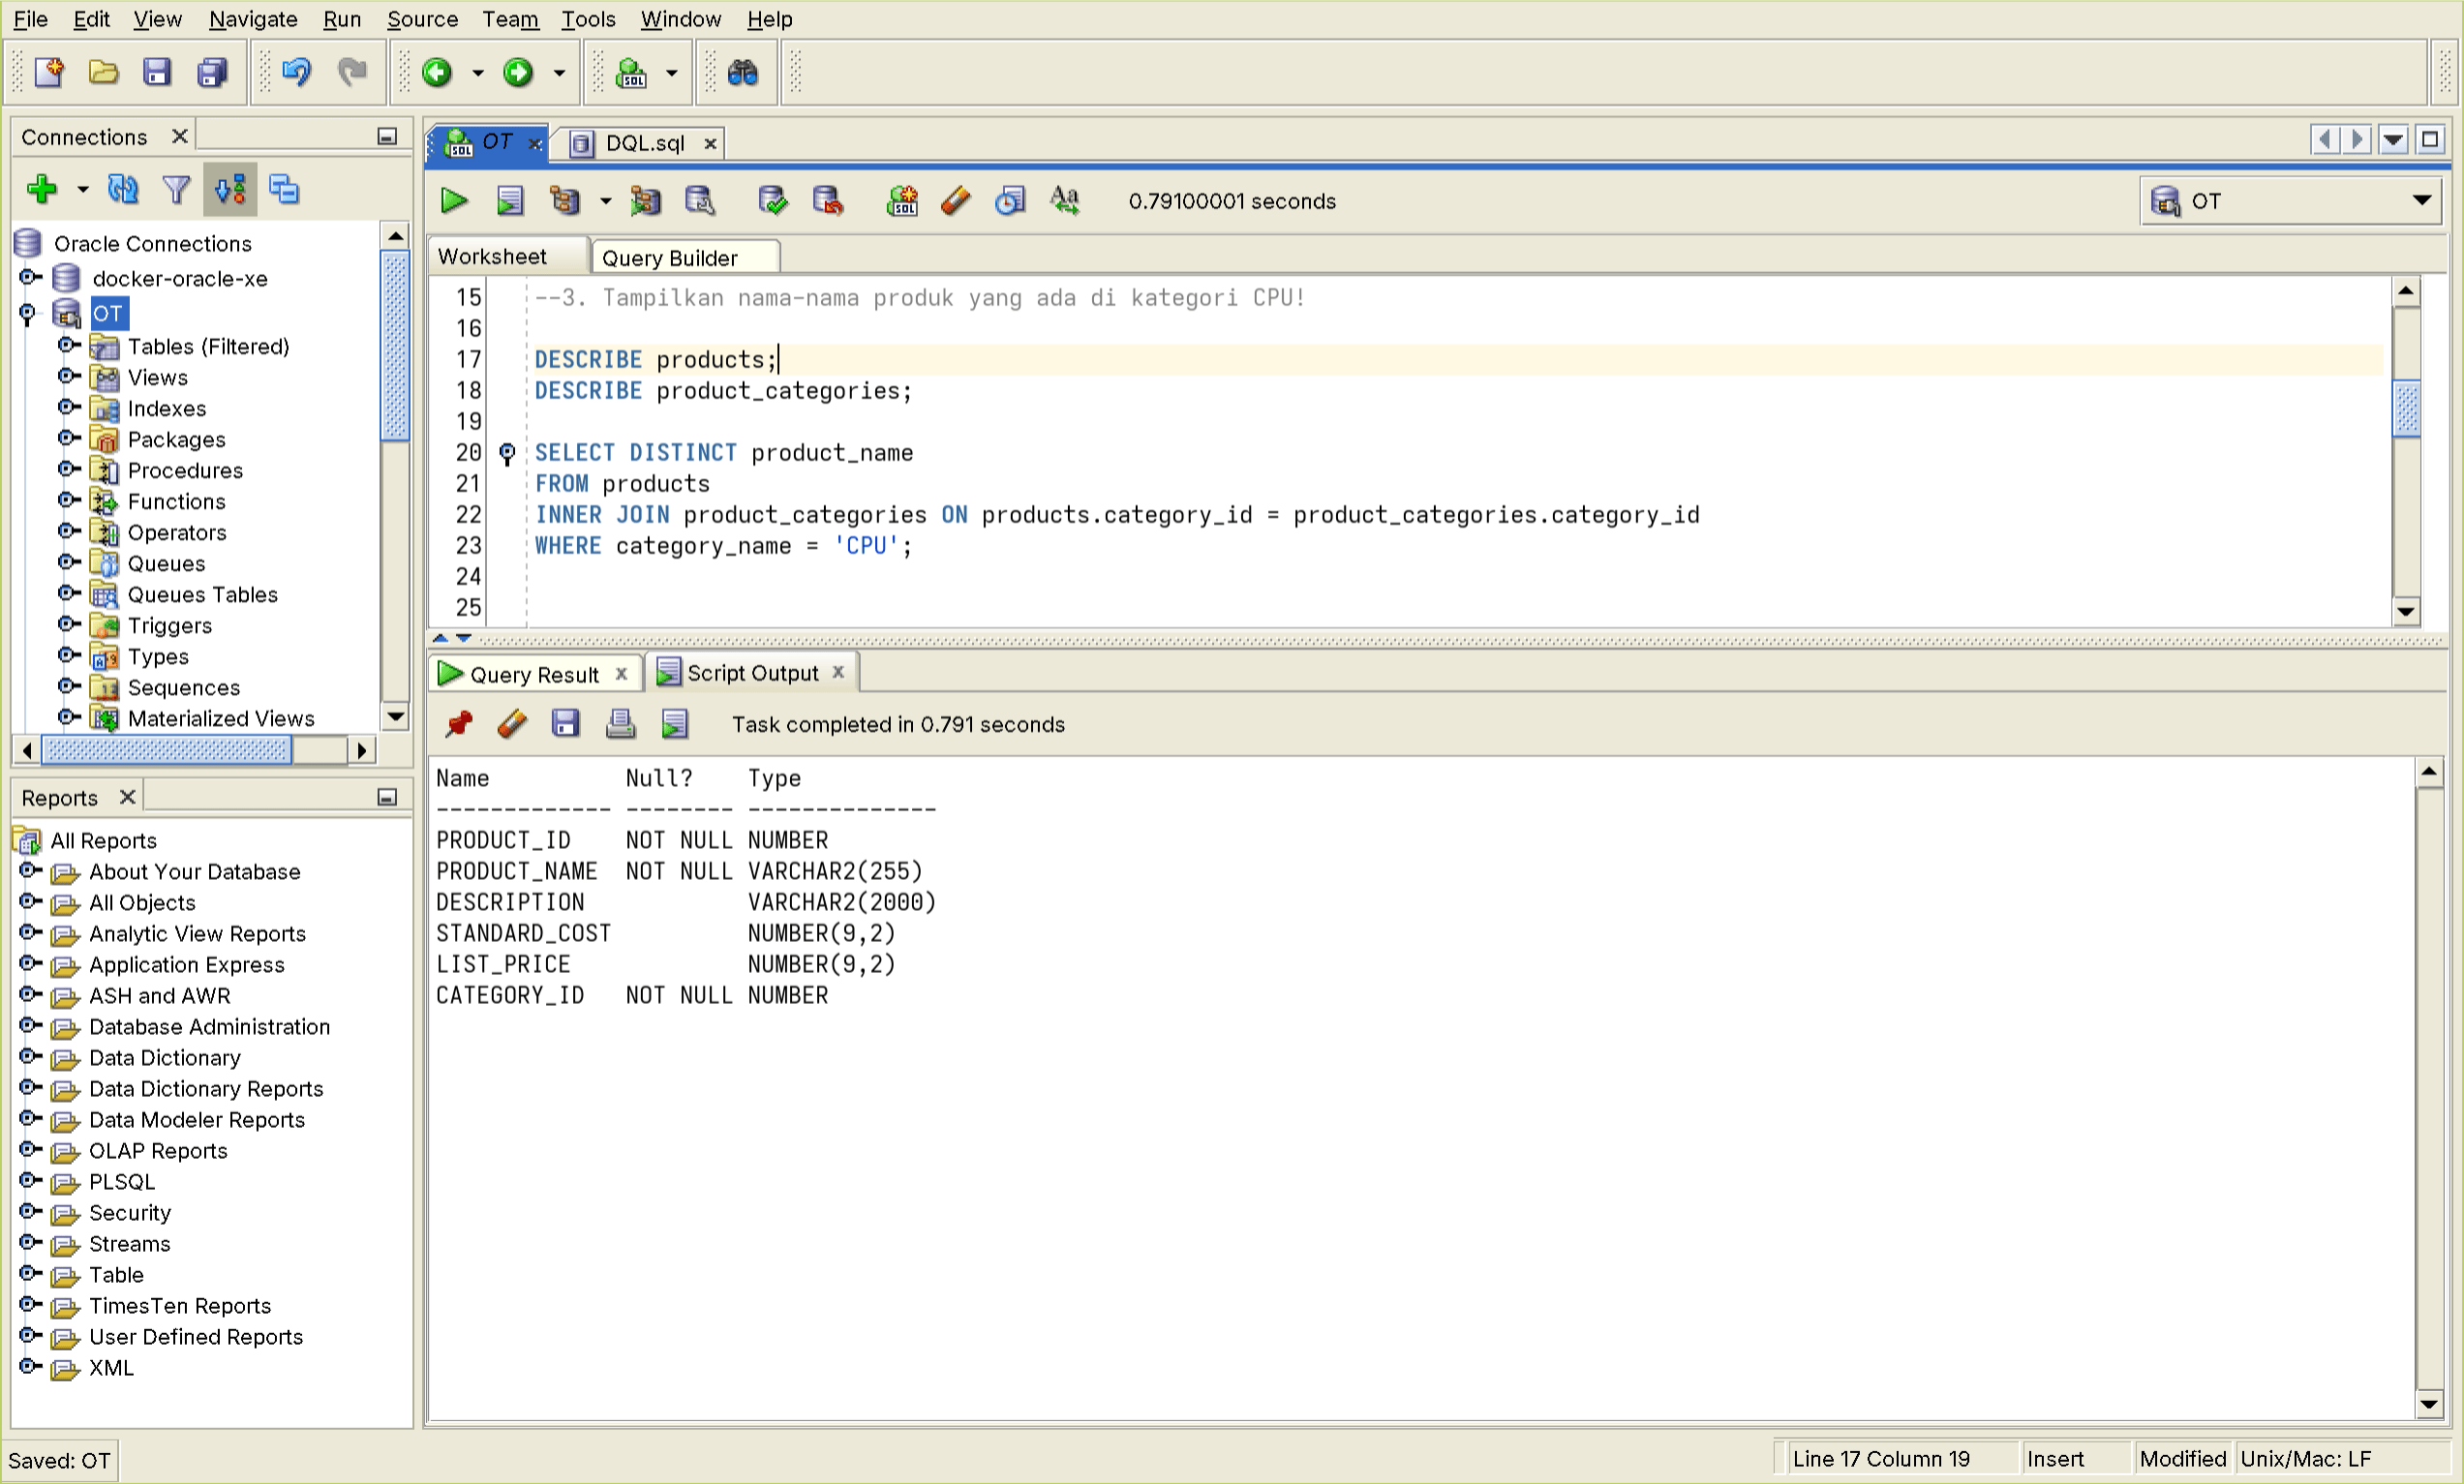 File Edit View Navigate Run Source Team Tools Window Help
Connections
Oracle Connections
docker-oracle-xe
OT
Tables (Filtered)
Views
Indexes
Packages
Procedures
Functions
Operators
Queues
Queues Tables
Triggers
Types
Sequences
Materialized Views
Reports
All Reports
About Your Database
All Objects
Analytic View Reports
Application Express
ASH and AWR
Database Administration
Data Dictionary
Data Dictionary Reports
Data Modeler Reports
OLAP Reports
PLSQL
Security
Streams
Table
TimesTen Reports
User Defined Reports
XML
OT DQL.sql
0.79100001 seconds OT
Worksheet Query Builder
15 --3. Tampilkan nama-nama produk yang ada di kategori CPU!
16
17 DESCRIBE products;
18 DESCRIBE product_categories;
19
20 SELECT DISTINCT product_name
21 FROM products
22 INNER JOIN product_categories ON products.category_id = product_categories.category_id
23 WHERE category_name = 'CPU';
24
25
Query Result Script Output
Task completed in 0.791 seconds
Name Null? Type
------------- -------- --------------
PRODUCT_ID NOT NULL NUMBER
PRODUCT_NAME NOT NULL VARCHAR2(255)
DESCRIPTION VARCHAR2(2000)
STANDARD_COST NUMBER(9,2)
LIST_PRICE NUMBER(9,2)
CATEGORY_ID NOT NULL NUMBER
Saved: OT Line 17 Column 19 Insert Modified Unix/Mac: LF